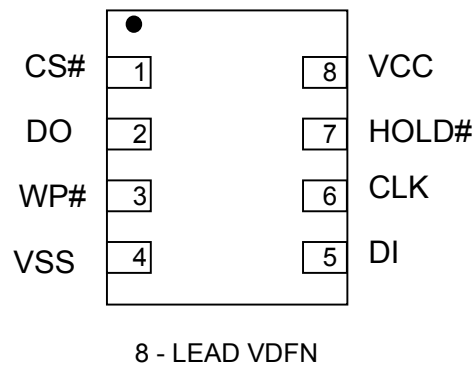 CS# 1 8 VCC
DO 2 7 HOLD#
WP# 3 6 CLK
VSS 4 5 DI
8 - LEAD VDFN